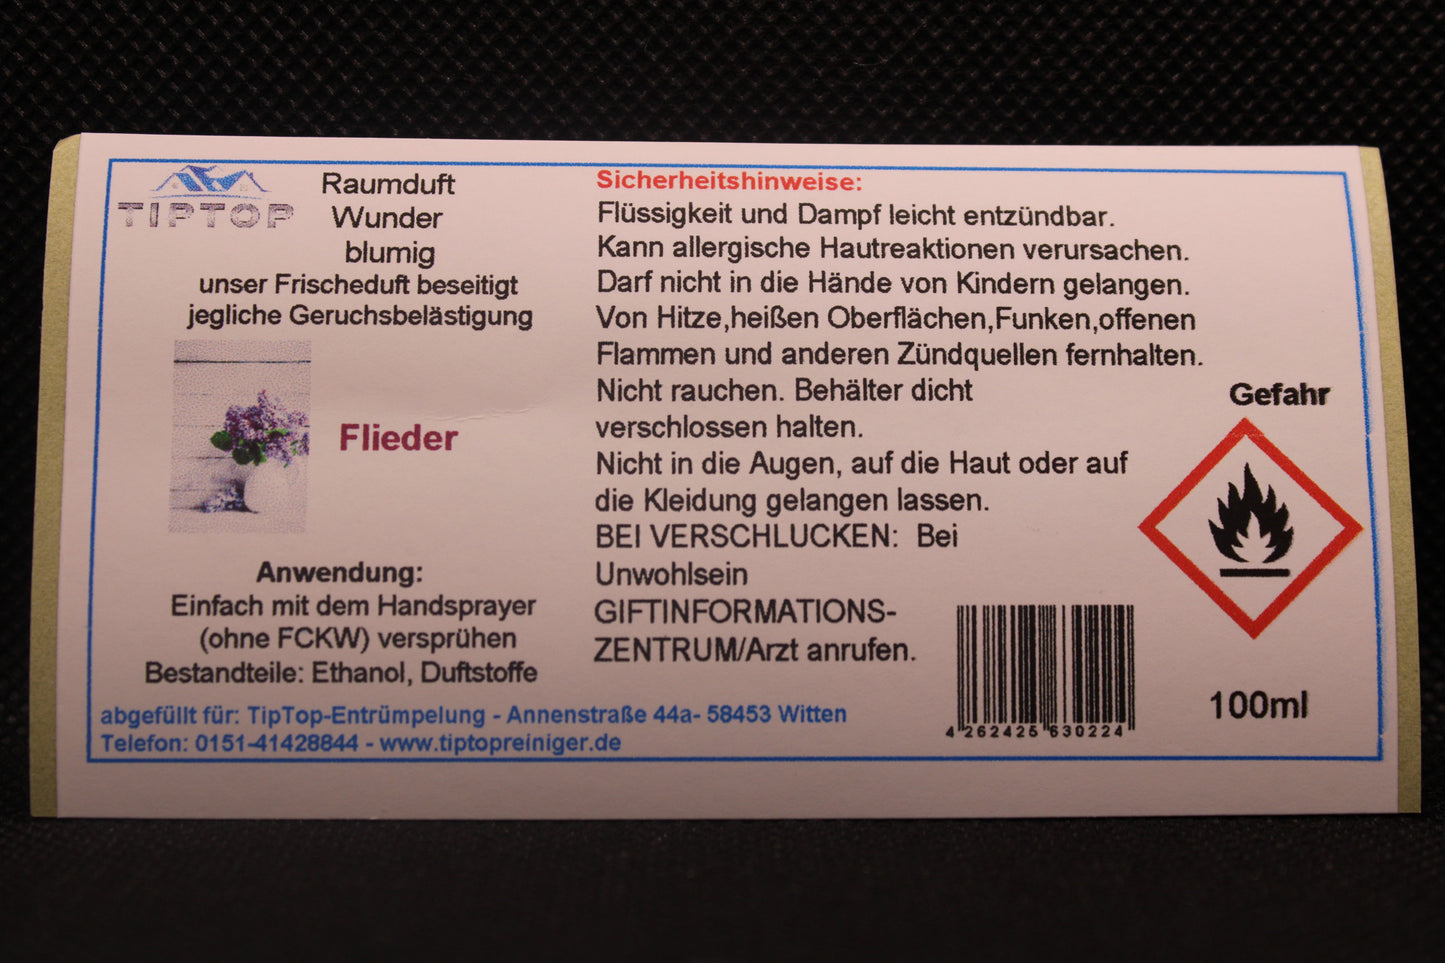 TIPTOP
Raumduft
Wunder
blumig
unser Frischeduft beseitigt
jegliche Geruchsbelästigung
Flieder
Anwendung:
Einfach mit dem Handsprayer
(ohne FCKW) versprühen
Bestandteile: Ethanol, Duftstoffe
Sicherheitshinweise:
Flüssigkeit und Dampf leicht entzündbar.
Kann allergische Hautreaktionen verursachen.
Darf nicht in die Hände von Kindern gelangen.
Von Hitze,heißen Oberflächen,Funken,offenen
Flammen und anderen Zündquellen fernhalten.
Nicht rauchen. Behälter dicht
verschlossen halten.
Nicht in die Augen, auf die Haut oder auf
die Kleidung gelangen lassen.
BEI VERSCHLUCKEN: Bei
Unwohlsein
GIFTINFORMATIONS-
ZENTRUM/Arzt anrufen.
Gefahr
100ml
4 262425 630224
abgefüllt für: TipTop-Entrümpelung - Annenstraße 44a- 58453 Witten
Telefon: 0151-41428844 - www.tiptopreiniger.de